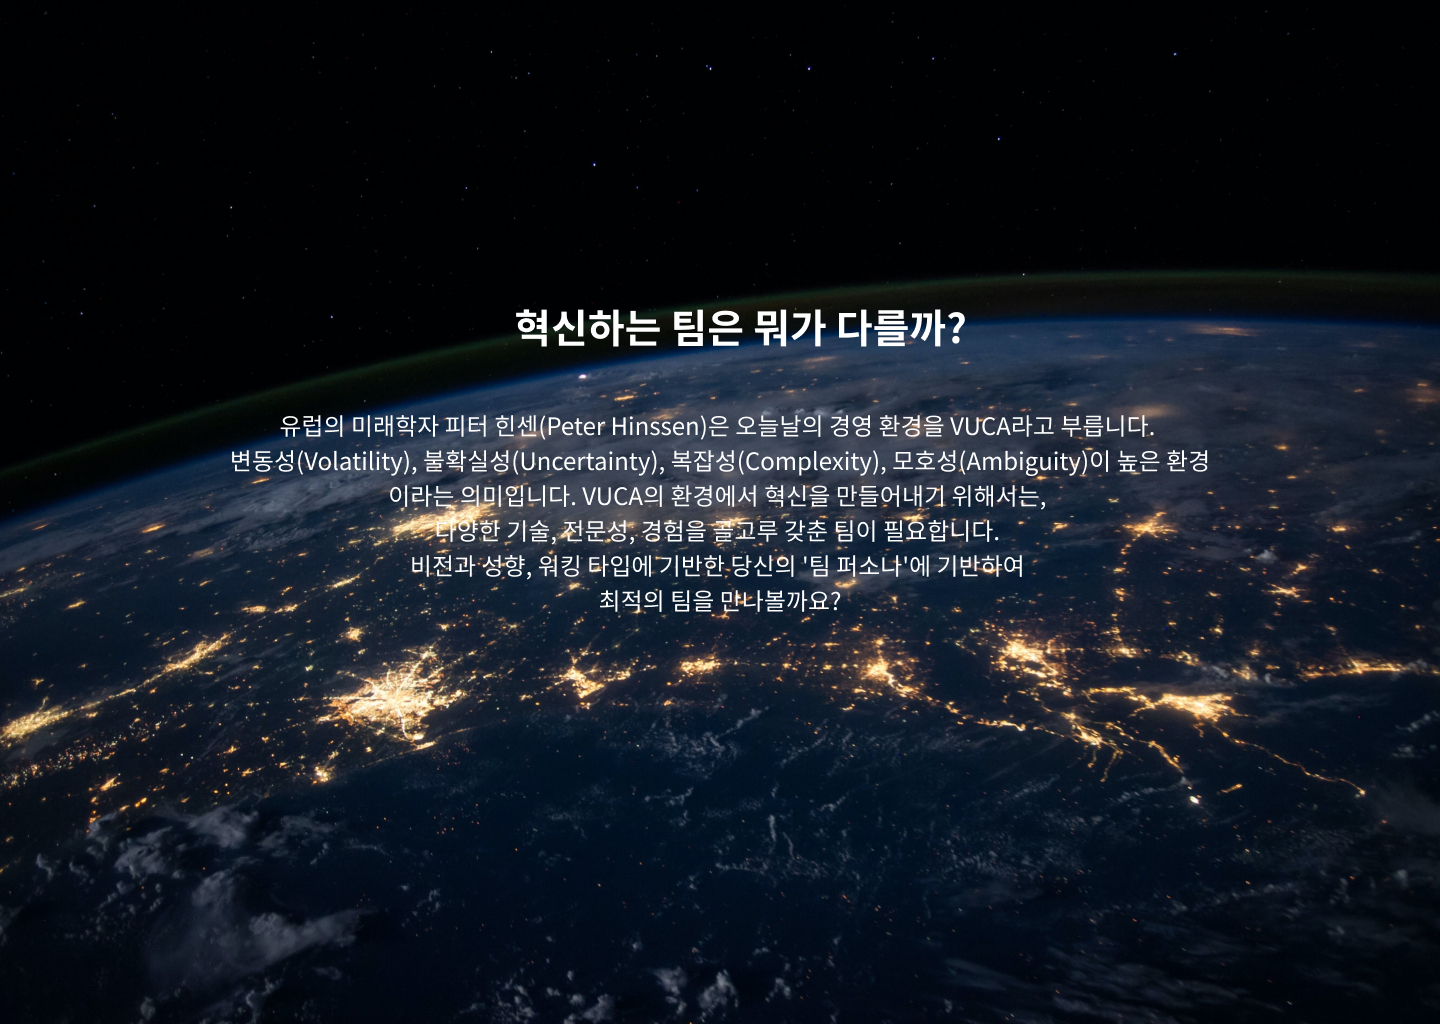 혁신하는 팀은 뭐가 다를까?
유럽의 미래학자 피터 힌센(Peter Hinssen)은 오늘날의 경영 환경을 VUCA라고 부릅니다.
변동성(Volatility), 불확실성(Uncertainty), 복잡성(Complexity), 모호성(Ambiguity)이 높은 환경
이라는 의미입니다. VUCA의 환경에서 혁신을 만들어내기 위해서는,
다양한 기술, 전문성, 경험을 골고루 갖춘 팀이 필요합니다.
비전과 성향, 워킹 타입에 기반한 당신의 '팀 퍼소나'에 기반하여
최적의 팀을 만나볼까요?